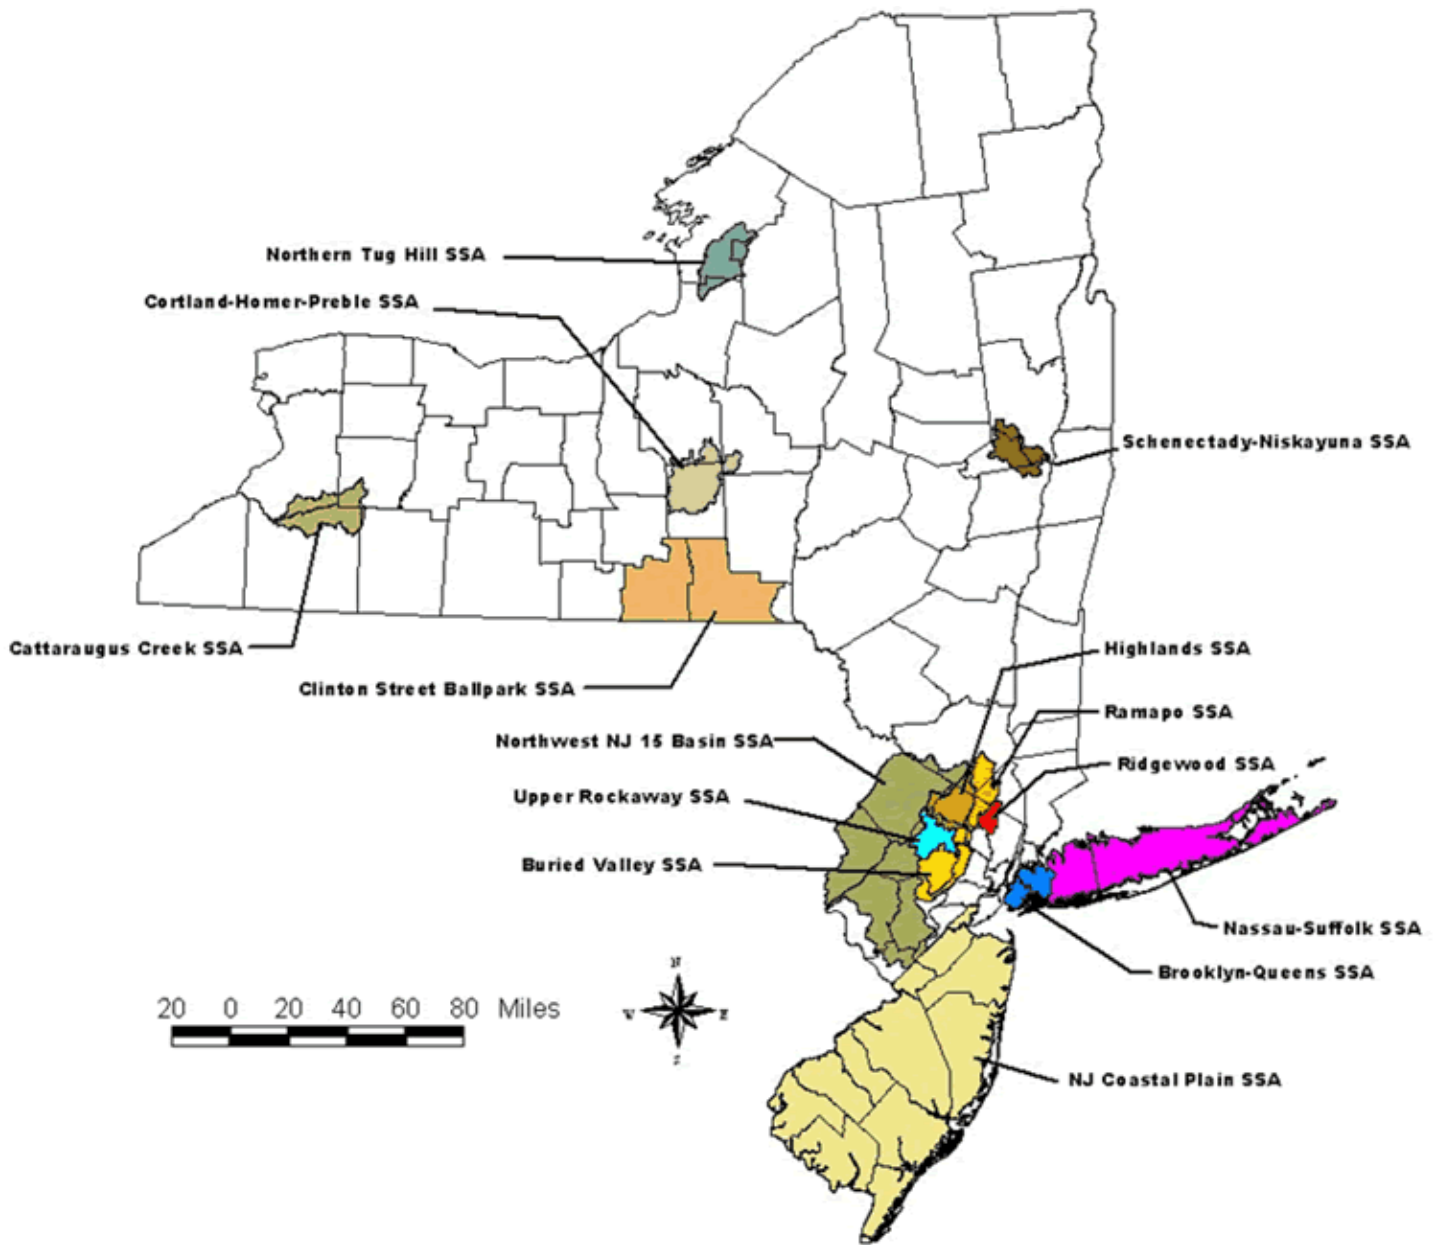 Northern Tug Hill SSA
Cortland-Homer-Preble SSA
Schenectady-Niskayuna SSA
Cattaraugus Creek SSA
Clinton Street Ballpark SSA
Highlands SSA
Ramapo SSA
Northwest NJ 15 Basin SSA
Ridgewood SSA
Upper Rockaway SSA
Buried Valley SSA
Nassau-Suffolk SSA
Brooklyn-Queens SSA
N
W E
S
20 0 20 40 60 80 Miles
NJ Coastal Plain SSA